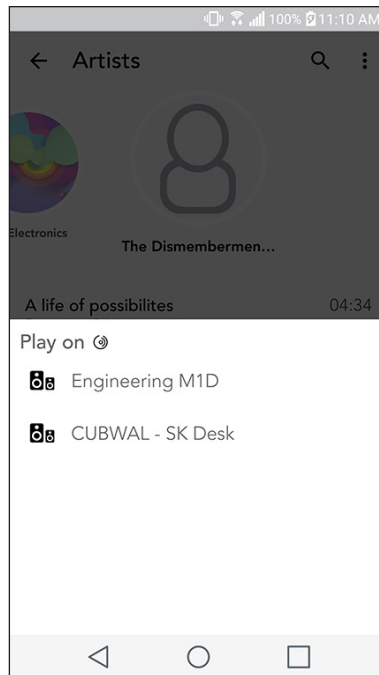 100% 11:10 AM
Artists
Electronics
The Dismembermen...
A life of possibilites 04:34
Play on
Engineering M1D
CUBWAL - SK Desk